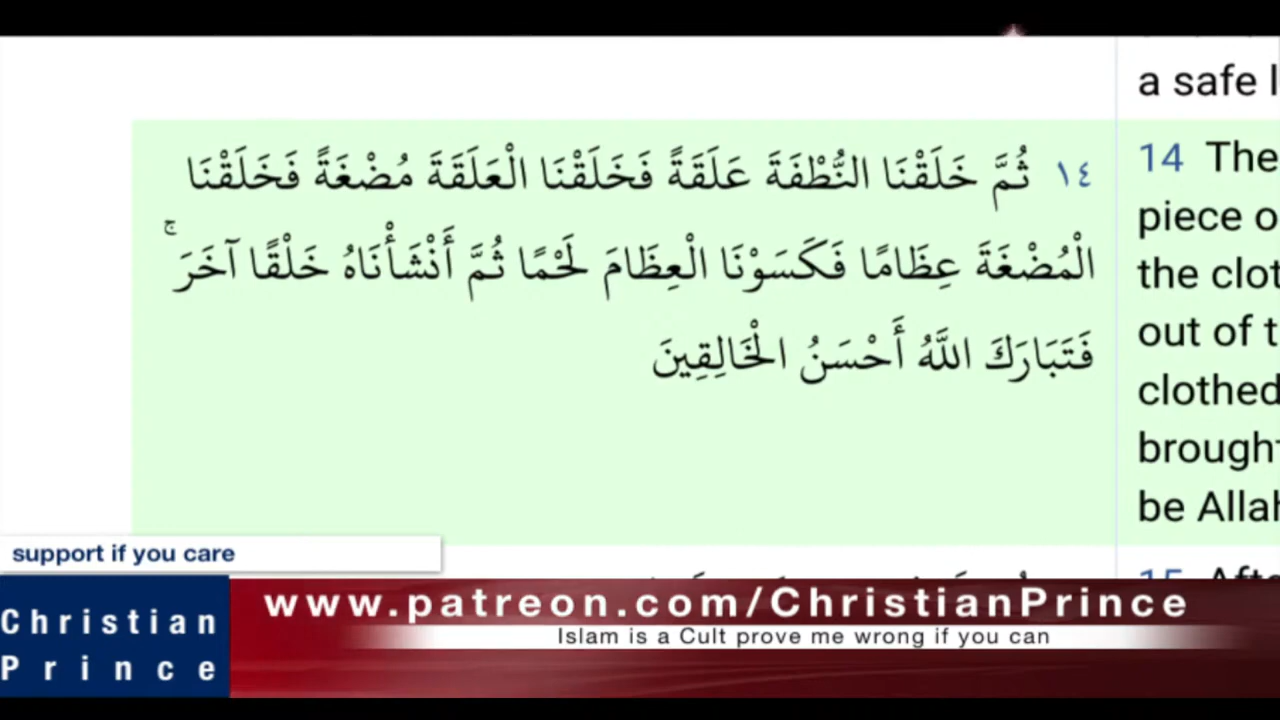 a safe
١٤ ثُمَّ خَلَقْنَا النُّطْفَةَ عَلَقَةً فَخَلَقْنَا الْعَلَقَةَ مُضْغَةً فَخَلَقْنَا
الْمُضْغَةَ عِظَامًا فَكَسَوْنَا الْعِظَامَ لَحْمًا ثُمَّ أَنْشَأْنَاهُ خَلْقًا آخَرَ ۚ
فَتَبَارَكَ اللَّهُ أَحْسَنُ الْخَالِقِينَ
14 The
piece o
the clot
out of t
clothed
brought
be Allah
support if you care
Christian
Prince
www.patreon.com/ChristianPrince
Islam is a Cult prove me wrong if you can